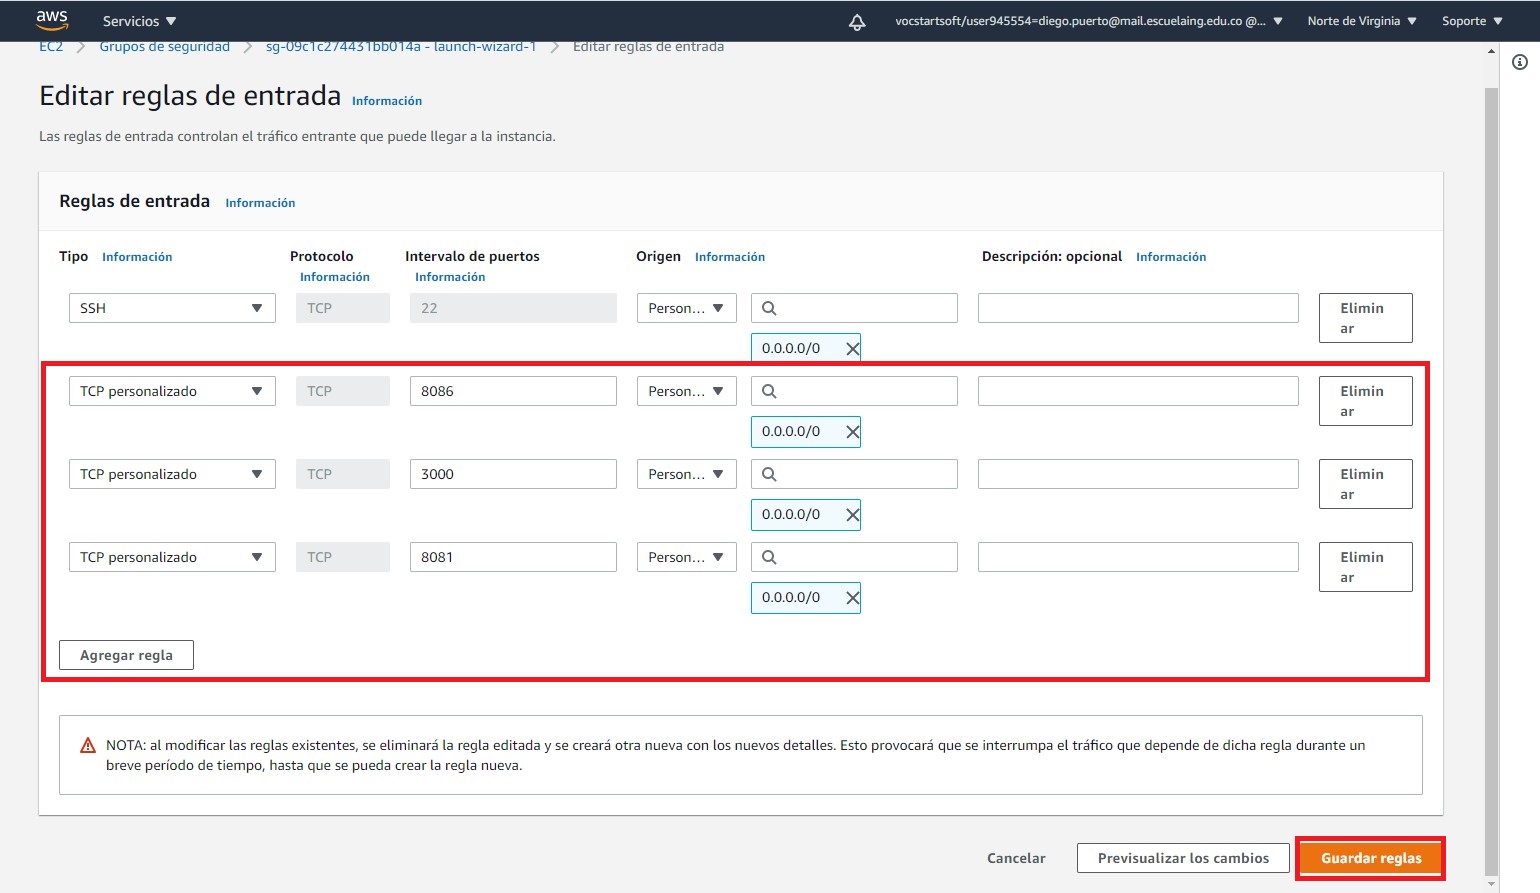 aws
Servicios
vocstartsoft/user945554=diego.puerto@mail.escuelaing.edu.co @...
Norte de Virginia
Soporte
EC2 > Grupos de seguridad > sg-09c1c274431bb014a - launch-wizard-1 > Editar reglas de entrada
Editar reglas de entrada Información
Las reglas de entrada controlan el tráfico entrante que puede llegar a la instancia.
Reglas de entrada Información
Tipo Información
Protocolo
Información
Intervalo de puertos
Información
Origen Información
Descripción: opcional Información
SSH
TCP
22
Person...
Elimin
ar
0.0.0.0/0
TCP personalizado
TCP
8086
Person...
Elimin
ar
0.0.0.0/0
TCP personalizado
TCP
3000
Person...
Elimin
ar
0.0.0.0/0
TCP personalizado
TCP
8081
Person...
Elimin
ar
0.0.0.0/0
Agregar regla
NOTA: al modificar las reglas existentes, se eliminará la regla editada y se creará otra nueva con los nuevos detalles. Esto provocará que se interrumpa el tráfico que depende de dicha regla durante un
breve período de tiempo, hasta que se pueda crear la regla nueva.
Cancelar
Previsualizar los cambios
Guardar reglas